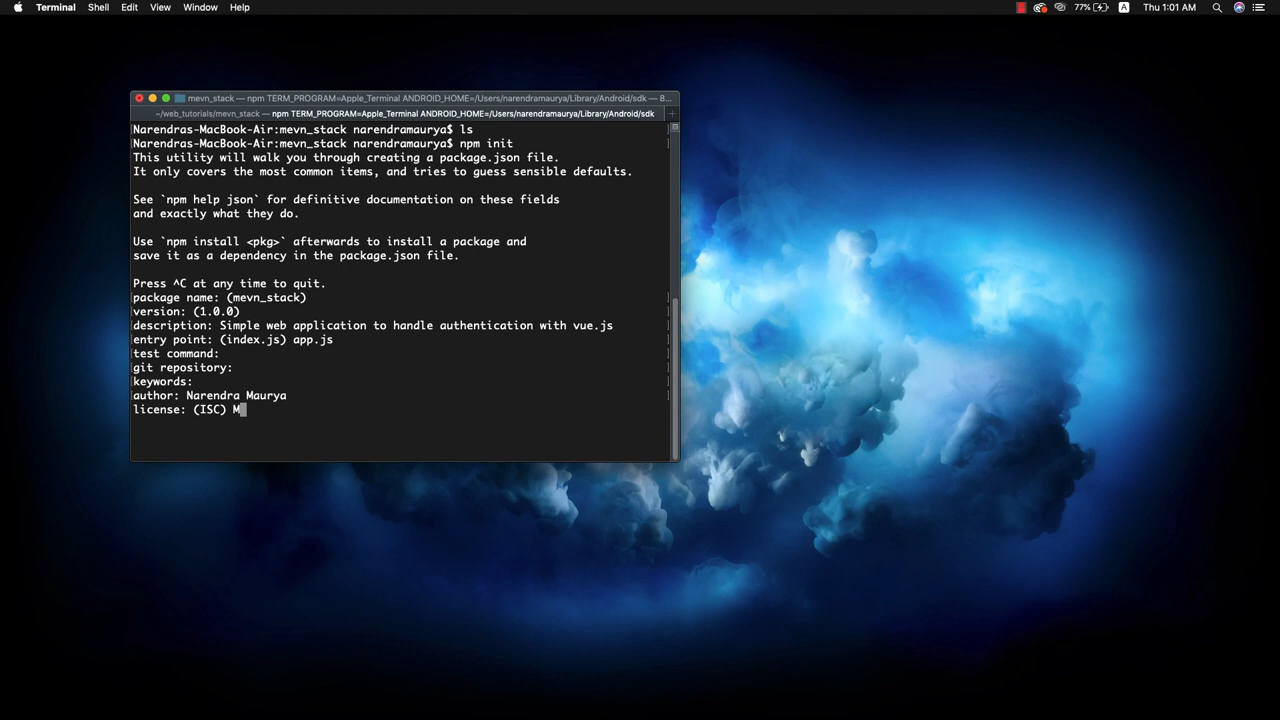 Terminal Shell Edit View Window Help
77% A Thu 1:01 AM
mevn_stack — npm TERM_PROGRAM=Apple_Terminal ANDROID_HOME=/Users/narendramaurya/Library/Android/sdk — 8...
~/web_tutorials/mevn_stack — npm TERM_PROGRAM=Apple_Terminal ANDROID_HOME=/Users/narendramaurya/Library/Android/sdk +
Narendras-MacBook-Air:mevn_stack narendramaurya$ ls
Narendras-MacBook-Air:mevn_stack narendramaurya$ npm init
This utility will walk you through creating a package.json file.
It only covers the most common items, and tries to guess sensible defaults.
See `npm help json` for definitive documentation on these fields
and exactly what they do.
Use `npm install <pkg>` afterwards to install a package and
save it as a dependency in the package.json file.
Press ^C at any time to quit.
package name: (mevn_stack)
version: (1.0.0)
description: Simple web application to handle authentication with vue.js
entry point: (index.js) app.js
test command:
git repository:
keywords:
author: Narendra Maurya
license: (ISC) M